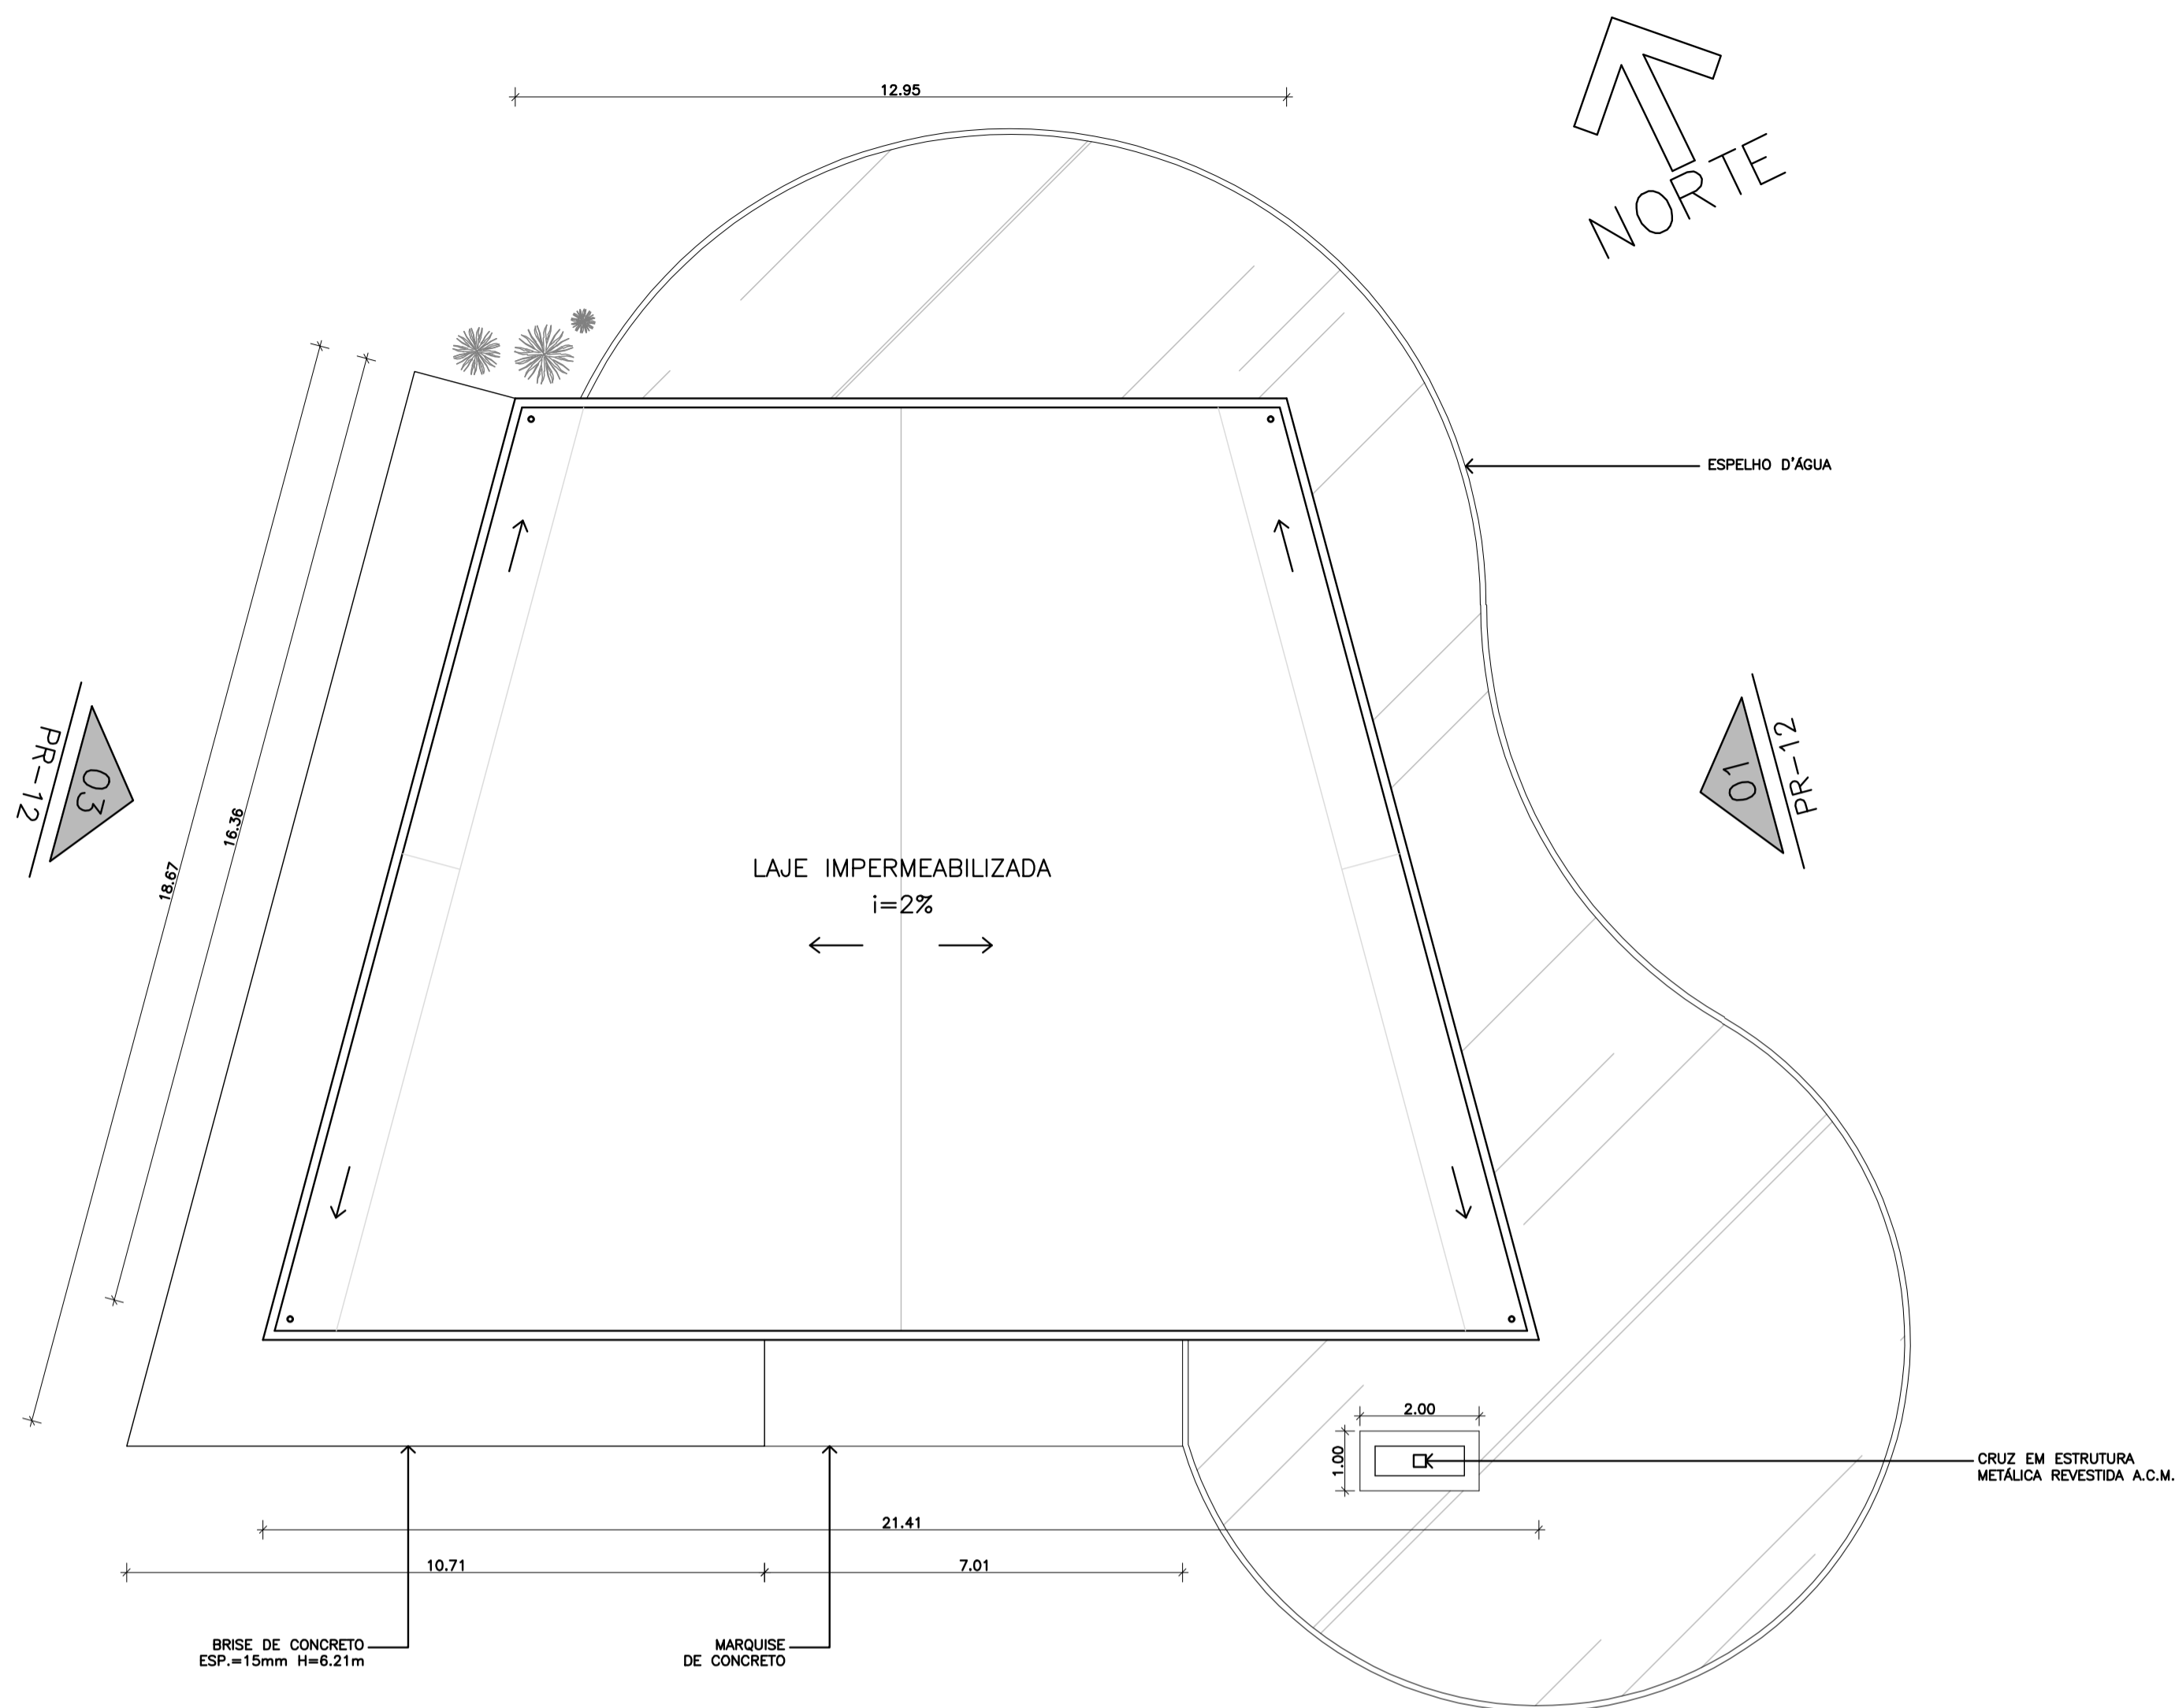 12.95
NORTE
ESPELHO D'ÁGUA
PR-12
03
18.67
16.36
01
PR-12
LAJE IMPERMEABILIZADA
i=2%
2.00
1.00
CRUZ EM ESTRUTURA
METÁLICA REVESTIDA A.C.M.
21.41
10.71
7.01
BRISE DE CONCRETO
ESP.=15mm H=6.21m
MARQUISE
DE CONCRETO